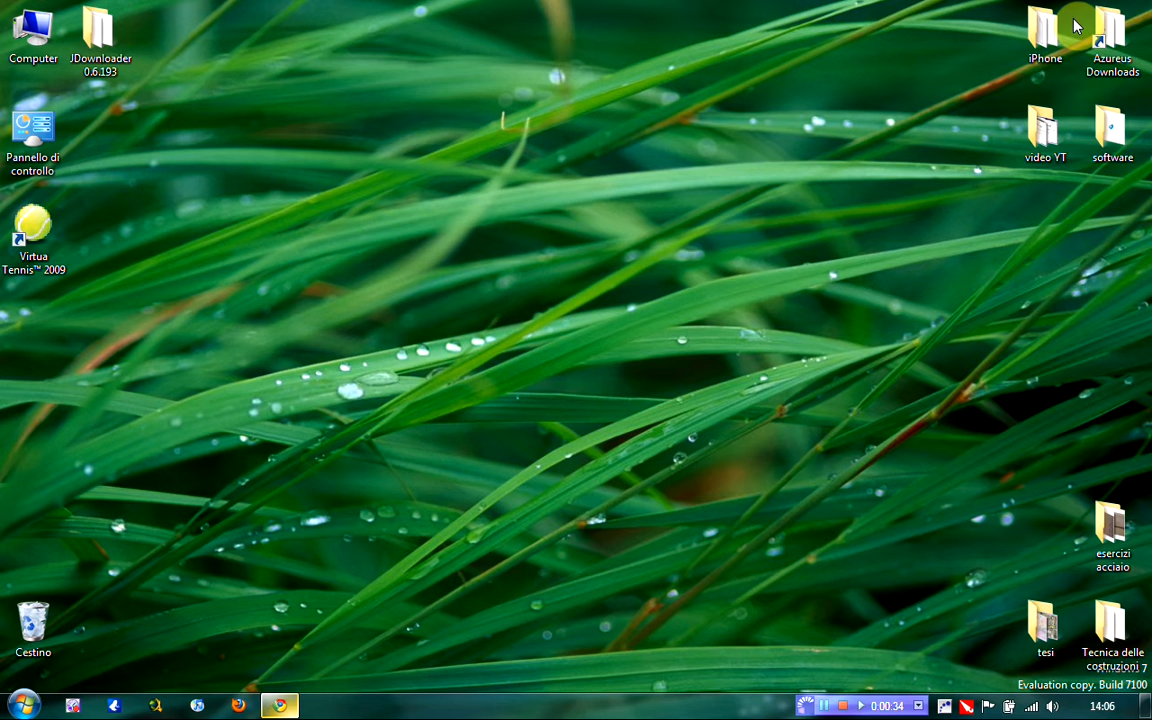 Computer
JDownloader
0.6.193
iPhone
Azureus
Downloads
Pannello di
controllo
video YT
software
Virtua
Tennis™ 2009
esercizi
acciaio
Cestino
tesi
Tecnica delle
costruzioni
Windows 7
Evaluation copy. Build 7100
0:00:34
14:06